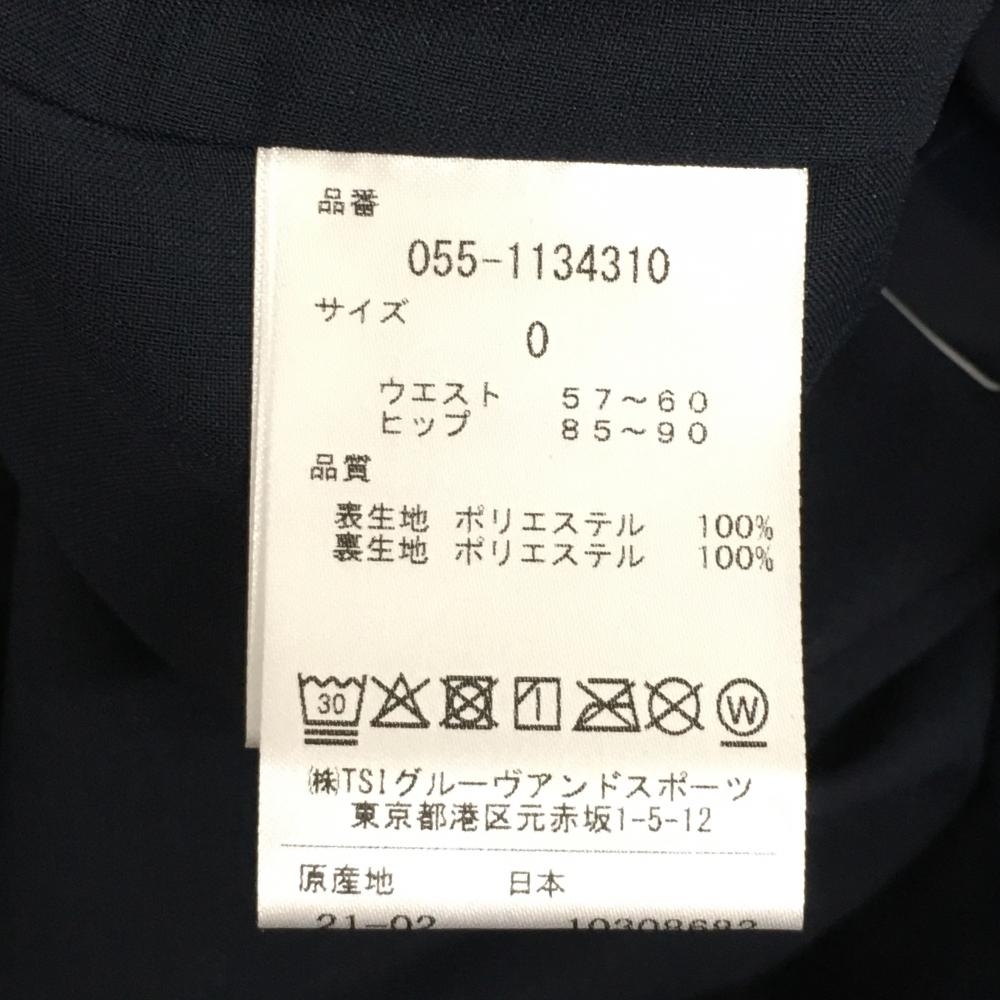 品番
055-1134310
サイズ
0
ウエスト 57～60
ヒップ 85～90
品質
表生地 ポリエステル 100%
裏生地 ポリエステル 100%
30 W
㈱TSIグルーヴアンドスポーツ
東京都港区元赤坂1-5-12
原産地 日本
21-02 10308683